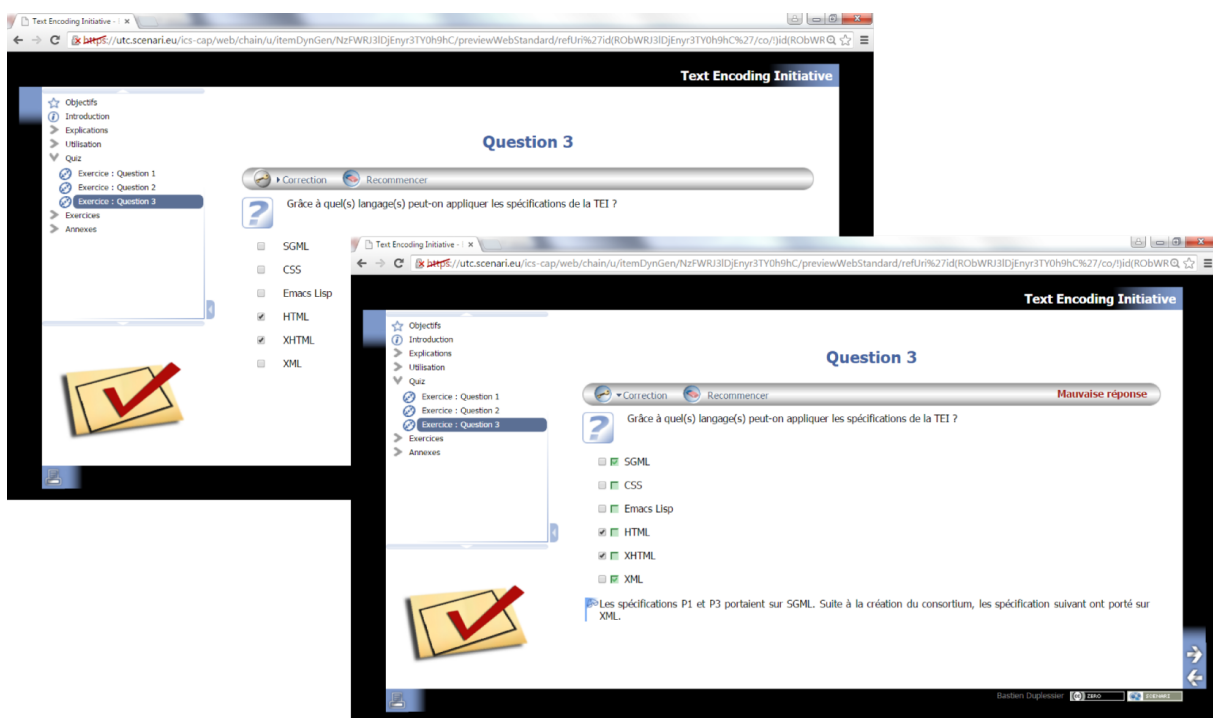 Text Encoding Initiative - |
https://utc.scenari.eu/ics-cap/web/chain/u/itemDynGen/NzFWRJ3lDjEnyr3TY0h9hC/previewWebStandard/refUri%27id(RObWRJ3lDjEnyr3TY0h9hC%27/co/!)id(RObWR
Text Encoding Initiative
Objectifs
Introduction
Explications
Utilisation
Quiz
Exercice : Question 1
Exercice : Question 2
Exercice : Question 3
Exercices
Annexes
Question 3
Correction Recommencer
Grâce à quel(s) langage(s) peut-on appliquer les spécifications de la TEI ?
SGML
CSS
Emacs Lisp
HTML
XHTML
XML
Text Encoding Initiative - |
https://utc.scenari.eu/ics-cap/web/chain/u/itemDynGen/NzFWRJ3lDjEnyr3TY0h9hC/previewWebStandard/refUri%27id(RObWRJ3lDjEnyr3TY0h9hC%27/co/!)id(RObWR
Text Encoding Initiative
Objectifs
Introduction
Explications
Utilisation
Quiz
Exercice : Question 1
Exercice : Question 2
Exercice : Question 3
Exercices
Annexes
Question 3
Correction Recommencer Mauvaise réponse
Grâce à quel(s) langage(s) peut-on appliquer les spécifications de la TEI ?
SGML
CSS
Emacs Lisp
HTML
XHTML
XML
Les spécifications P1 et P3 portaient sur SGML. Suite à la création du consortium, les spécification suivant ont porté sur
XML.
Bastien Duplessier cc ZERO SCENARI